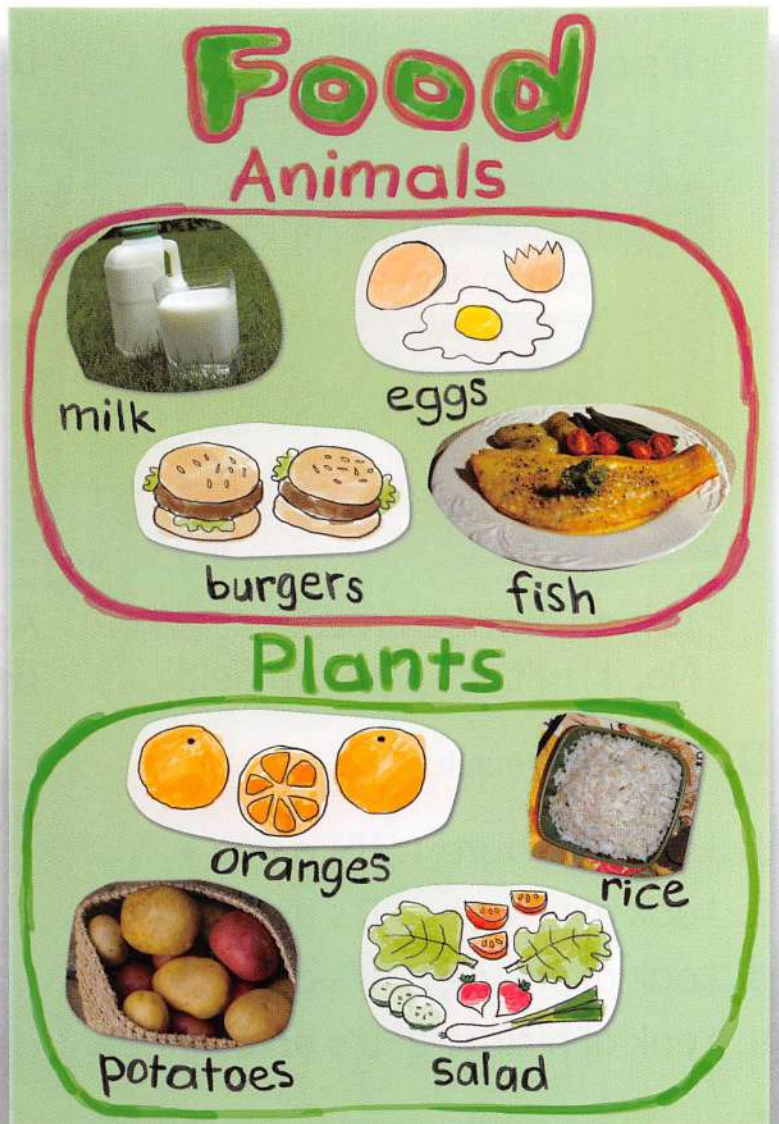 Food
Animals
milk
eggs
burgers
fish
Plants
oranges
rice
potatoes
salad